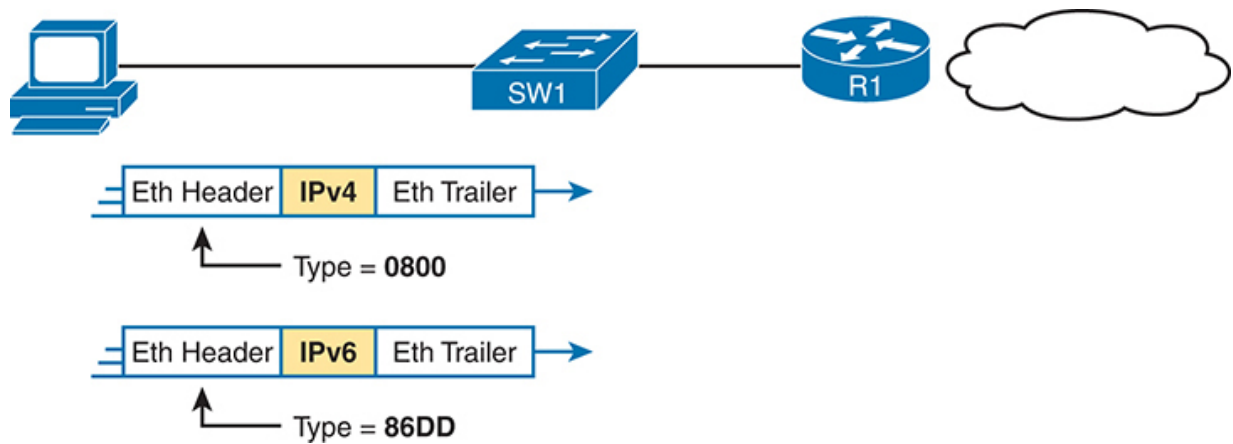 SW1
R1
Eth Header IPv4 Eth Trailer
Type = 0800
Eth Header IPv6 Eth Trailer
Type = 86DD